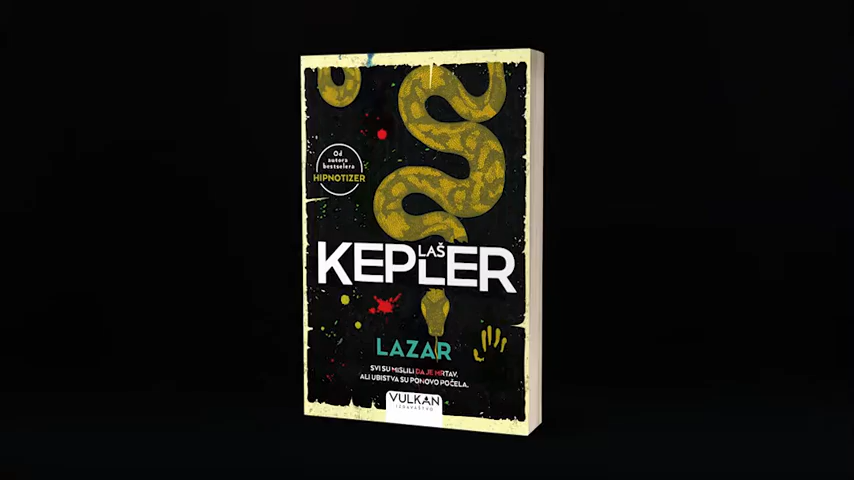 Od
autora
bestselera
HIPNOTIZER
LAŠ
KEPLER
LAZAR
SVI SU MISLILI DA JE MRTAV,
ALI UBISTVA SU PONOVO POČELA.
VULKAN
IZDAVAŠTVO